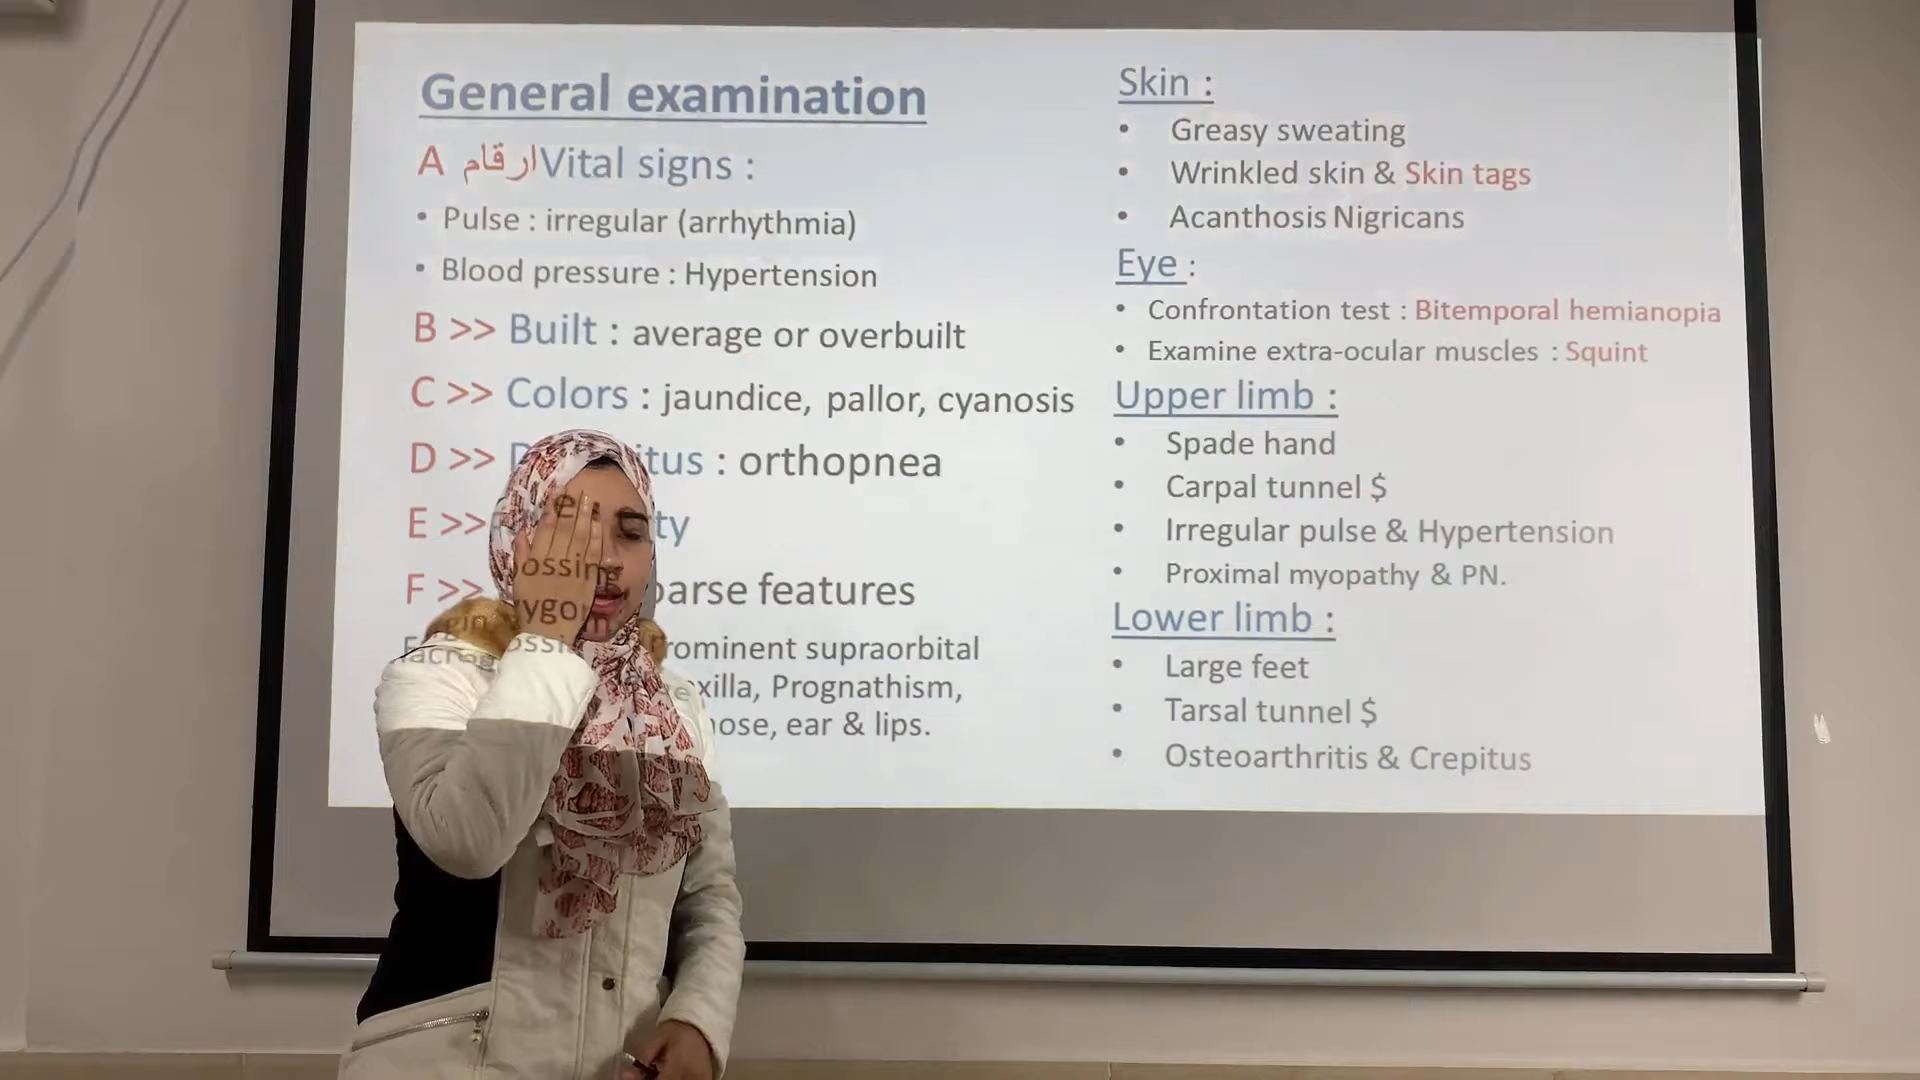 General examination
A ارقام Vital signs :
• Pulse : irregular (arrhythmia)
• Blood pressure : Hypertension
B >> Built : average or overbuilt
C >> Colors : jaundice, pallor, cyanosis
D >> D itus : orthopnea
E >> ty
F >> oarse features
rominent supraorbital
xilla, Prognathism,
nose, ear & lips.
Skin :
• Greasy sweating
• Wrinkled skin & Skin tags
• Acanthosis Nigricans
Eye :
• Confrontation test : Bitemporal hemianopia
• Examine extra-ocular muscles : Squint
Upper limb :
• Spade hand
• Carpal tunnel $
• Irregular pulse & Hypertension
• Proximal myopathy & PN.
Lower limb :
• Large feet
• Tarsal tunnel $
• Osteoarthritis & Crepitus